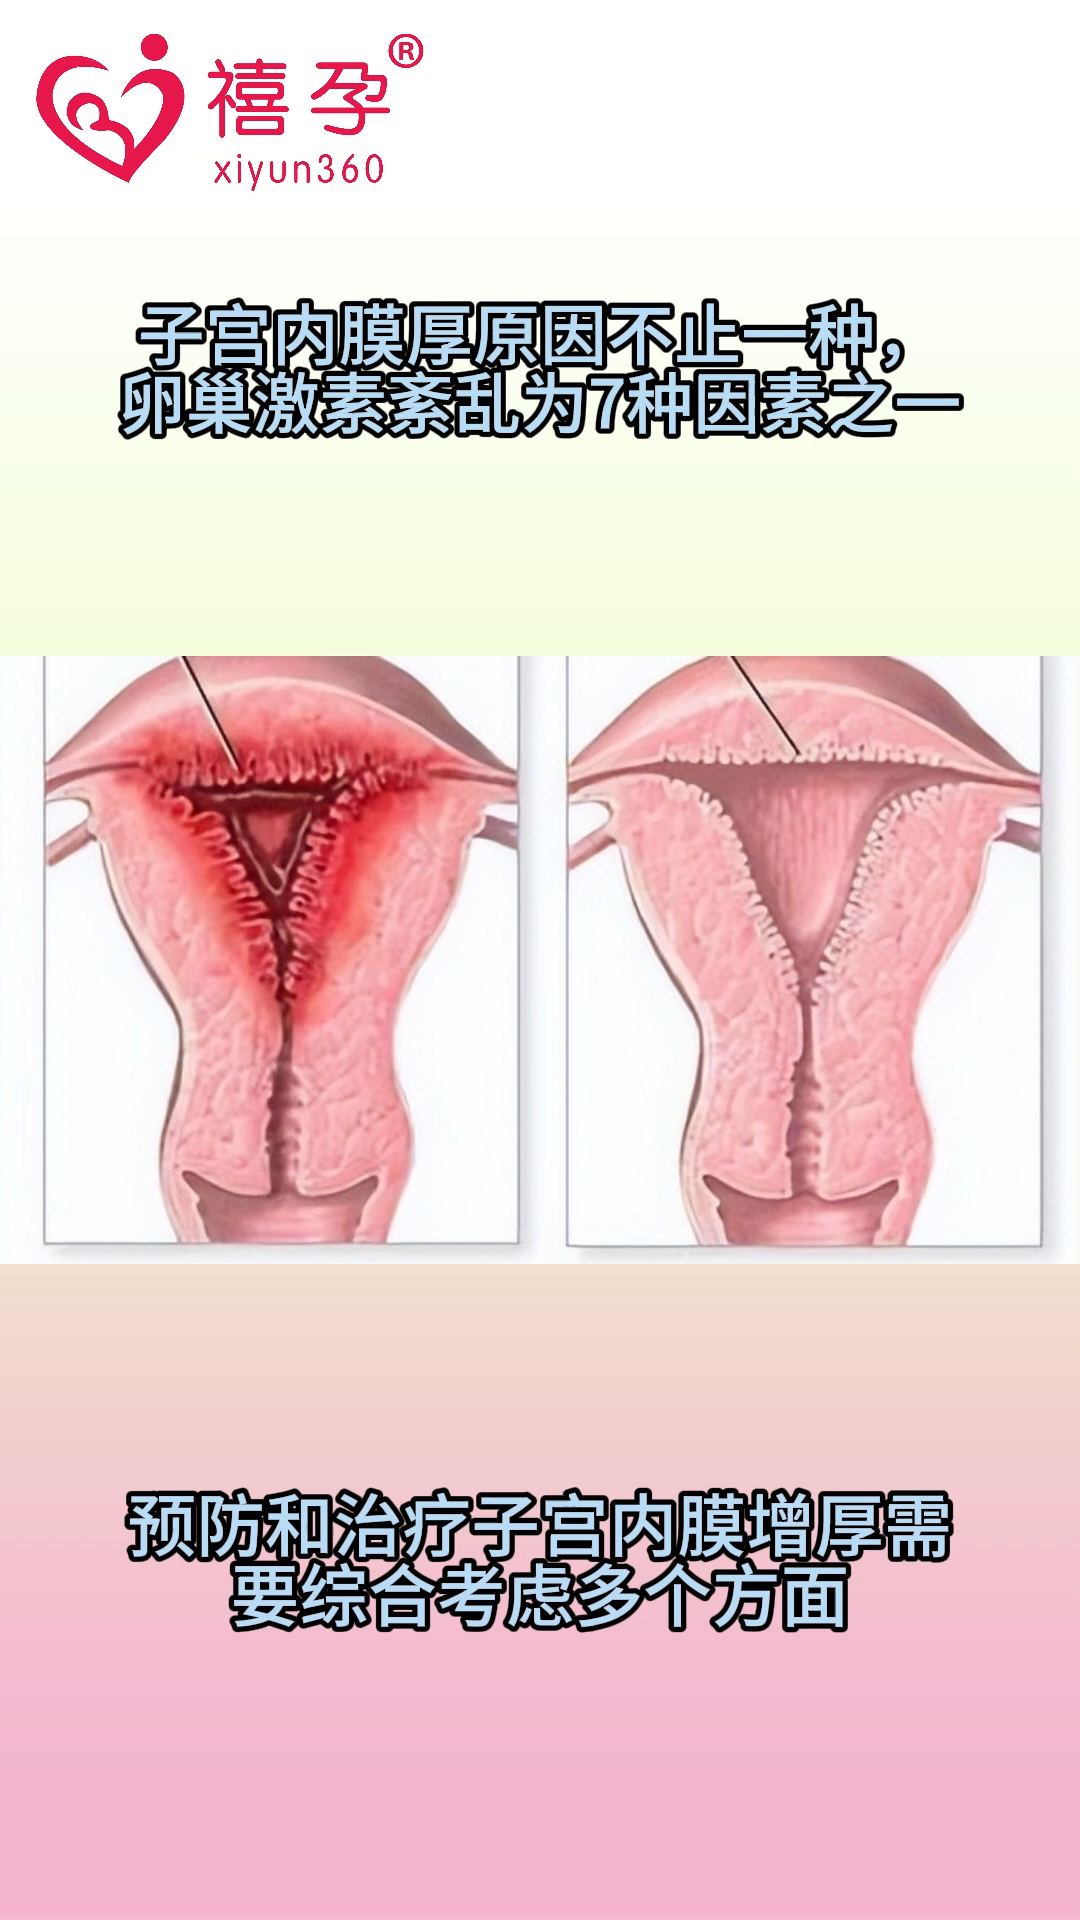 禧孕®
xiyun360
子宫内膜厚原因不止一种，
卵巢激素紊乱为7种因素之一
预防和治疗子宫内膜增厚需
要综合考虑多个方面